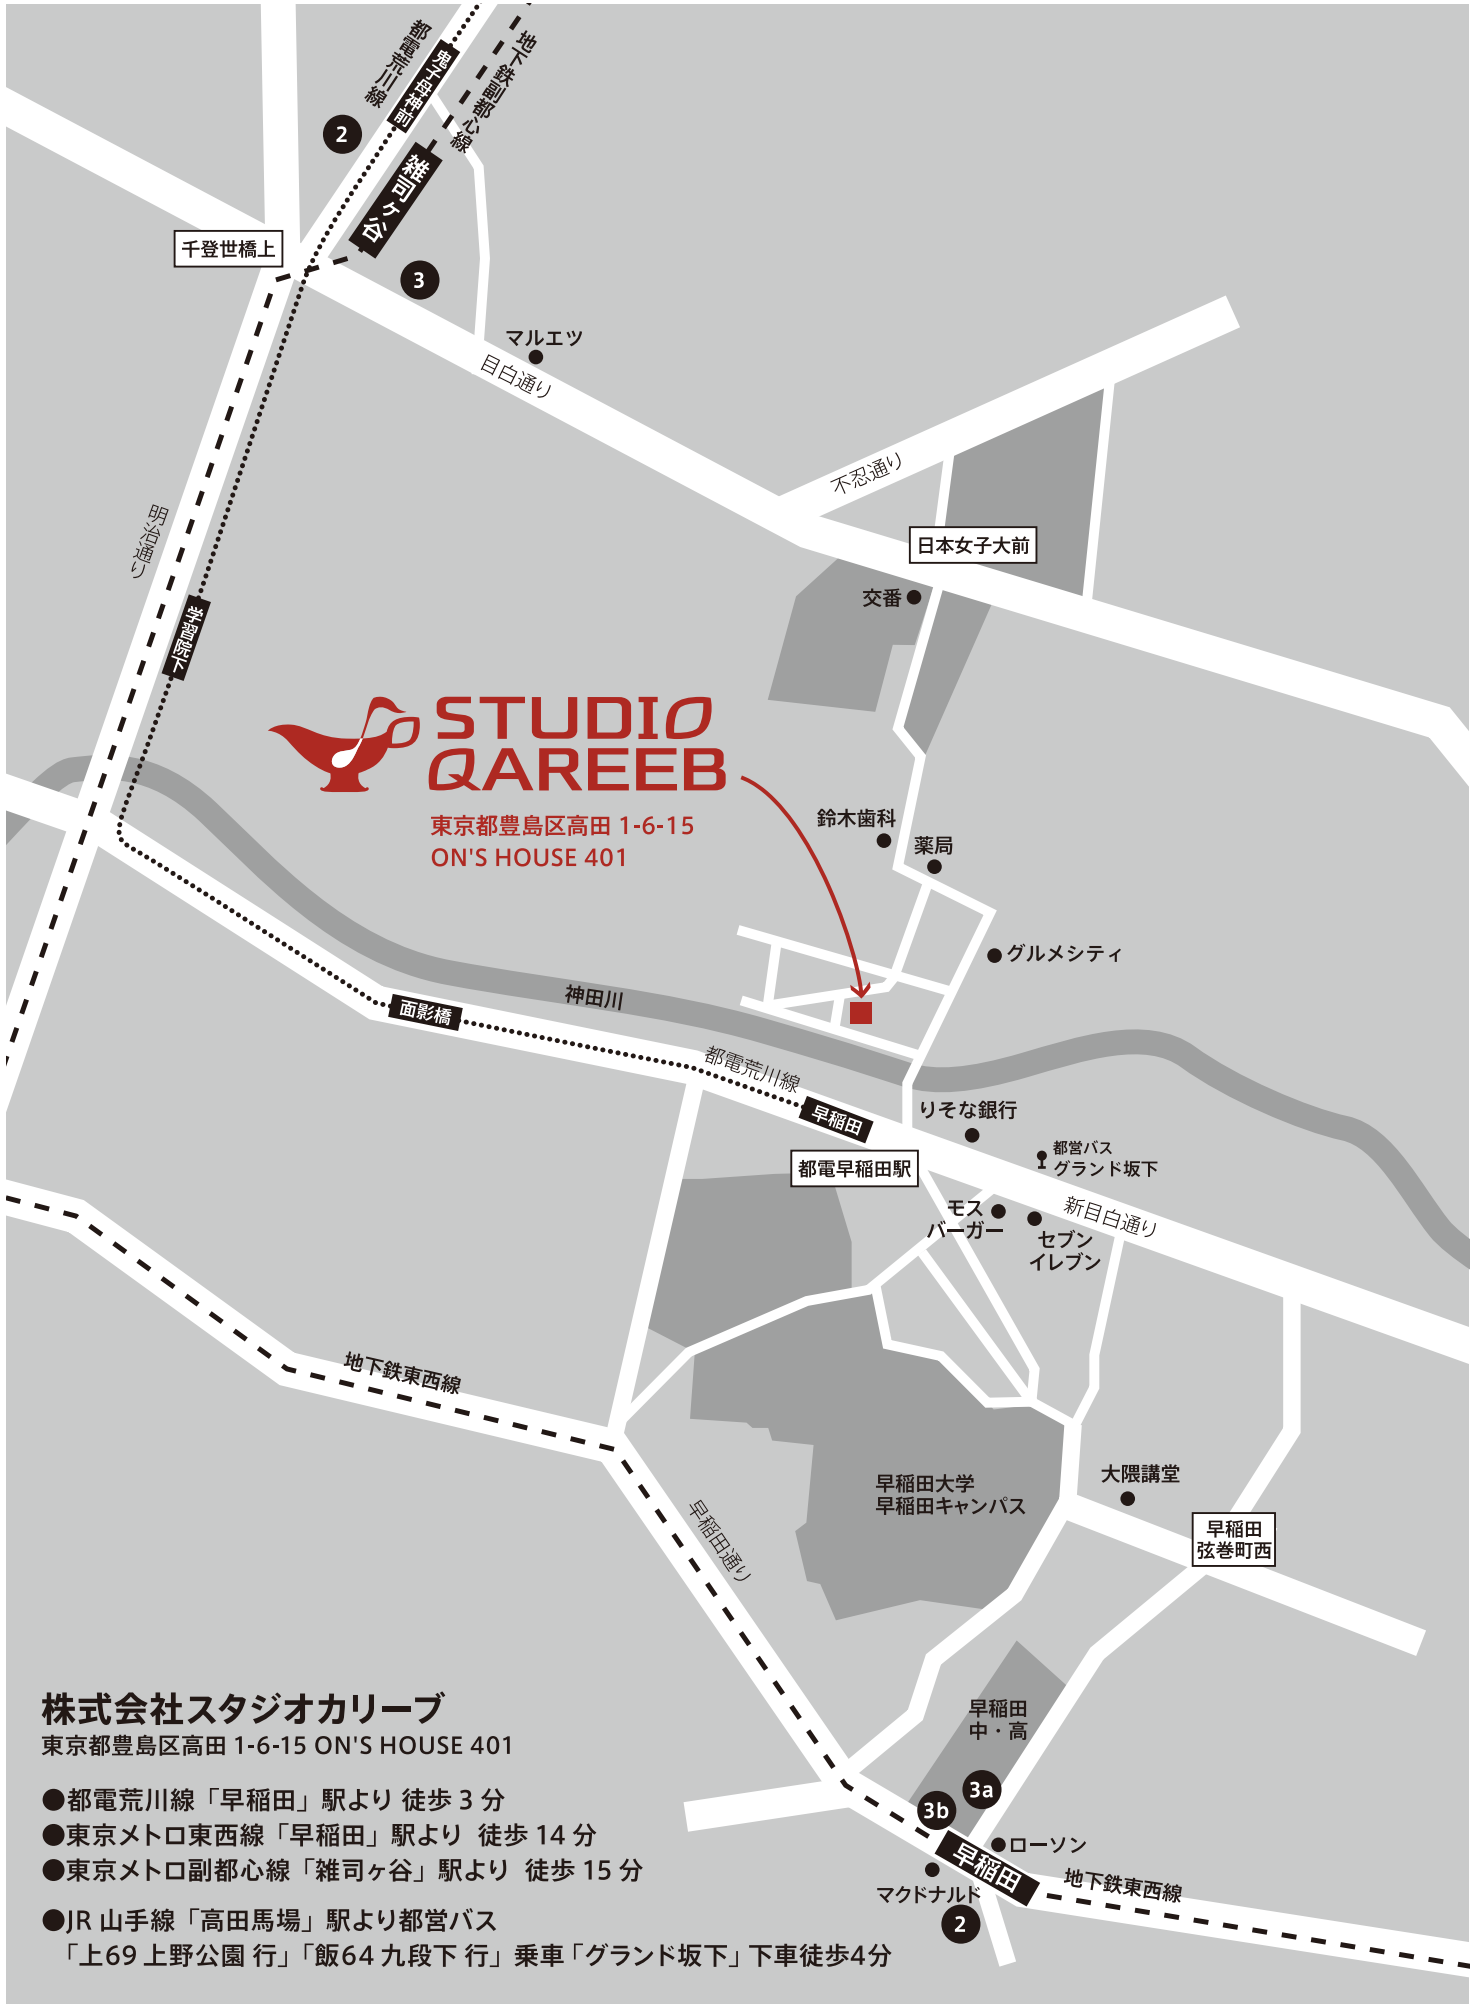 都電荒川線
鬼子母神前
地下鉄副都心線
2
雑司ヶ谷
千登世橋上
3
マルエツ
目白通り
不忍通り
明治通り
日本女子大前
交番
学習院下
STUDIO
QAREEB
東京都豊島区高田 1-6-15
ON'S HOUSE 401
鈴木歯科
薬局
グルメシティ
神田川
面影橋
都電荒川線
早稲田
りそな銀行
都営バス
グランド坂下
都電早稲田駅
モス
バーガー
新目白通り
セブン
イレブン
地下鉄東西線
早稲田大学
早稲田キャンパス
大隈講堂
早稲田通り
早稲田
弦巻町西
早稲田
中・高
3a
3b
ローソン
早稲田
マクドナルド
地下鉄東西線
2
株式会社スタジオカリーブ
東京都豊島区高田 1-6-15 ON'S HOUSE 401
●都電荒川線「早稲田」駅より 徒歩 3 分
●東京メトロ東西線「早稲田」駅より 徒歩 14 分
●東京メトロ副都心線「雑司ヶ谷」駅より 徒歩 15 分
●JR 山手線「高田馬場」駅より都営バス
「上69 上野公園 行」「飯64 九段下 行」乗車「グランド坂下」下車徒歩4分